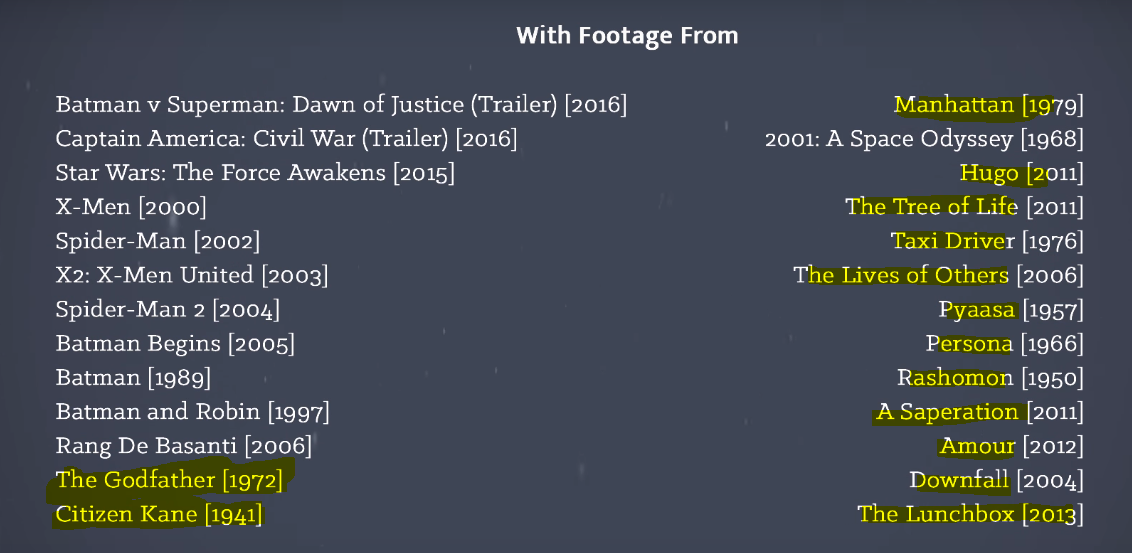 With Footage From
Batman v Superman: Dawn of Justice (Trailer) [2016]
Captain America: Civil War (Trailer) [2016]
Star Wars: The Force Awakens [2015]
X-Men [2000]
Spider-Man [2002]
X2: X-Men United [2003]
Spider-Man 2 [2004]
Batman Begins [2005]
Batman [1989]
Batman and Robin [1997]
Rang De Basanti [2006]
The Godfather [1972]
Citizen Kane [1941]
Manhattan [1979]
2001: A Space Odyssey [1968]
Hugo [2011]
The Tree of Life [2011]
Taxi Driver [1976]
The Lives of Others [2006]
Pyaasa [1957]
Persona [1966]
Rashomon [1950]
A Saperation [2011]
Amour [2012]
Downfall [2004]
The Lunchbox [2013]